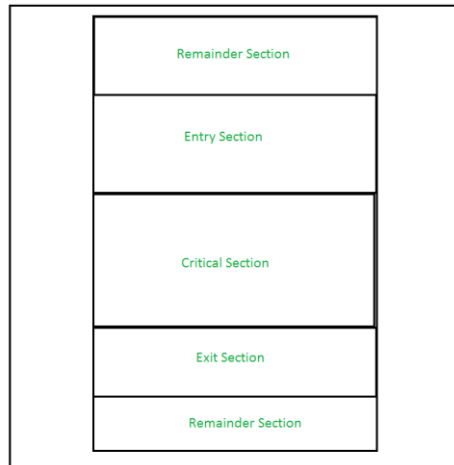 Remainder Section
Entry Section
Critical Section
Exit Section
Remainder Section